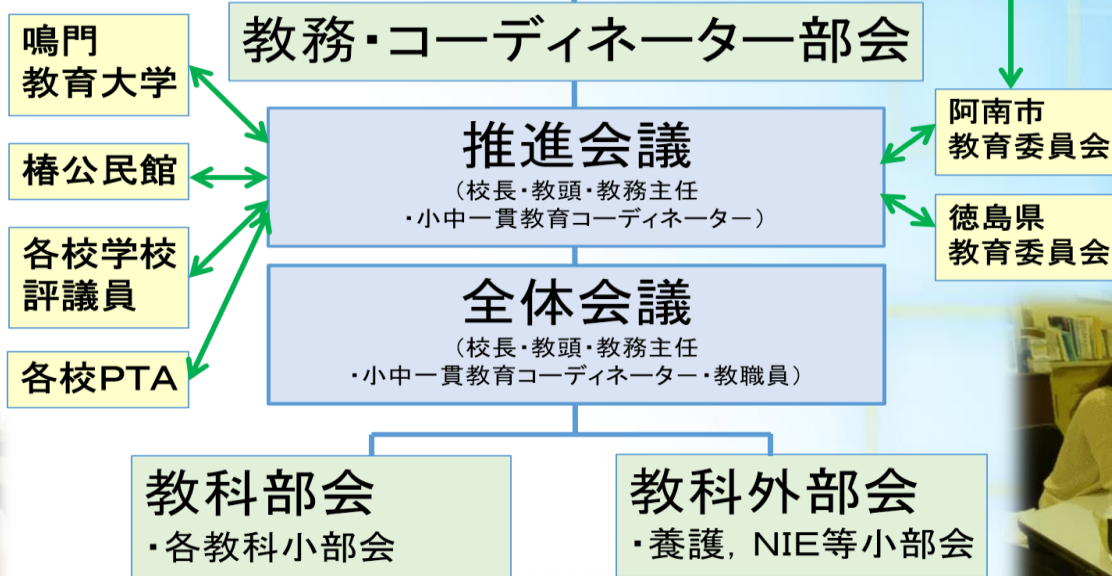 教務・コーディネーター部会
鳴門
教育大学
椿公民館
各校学校
評議員
各校PTA
推進会議
（校長・教頭・教務主任
・小中一貫教育コーディネーター）
阿南市
教育委員会
徳島県
教育委員会
全体会議
（校長・教頭・教務主任
・小中一貫教育コーディネーター・教職員）
教科部会
・各教科小部会
教科外部会
・養護，NIE等小部会